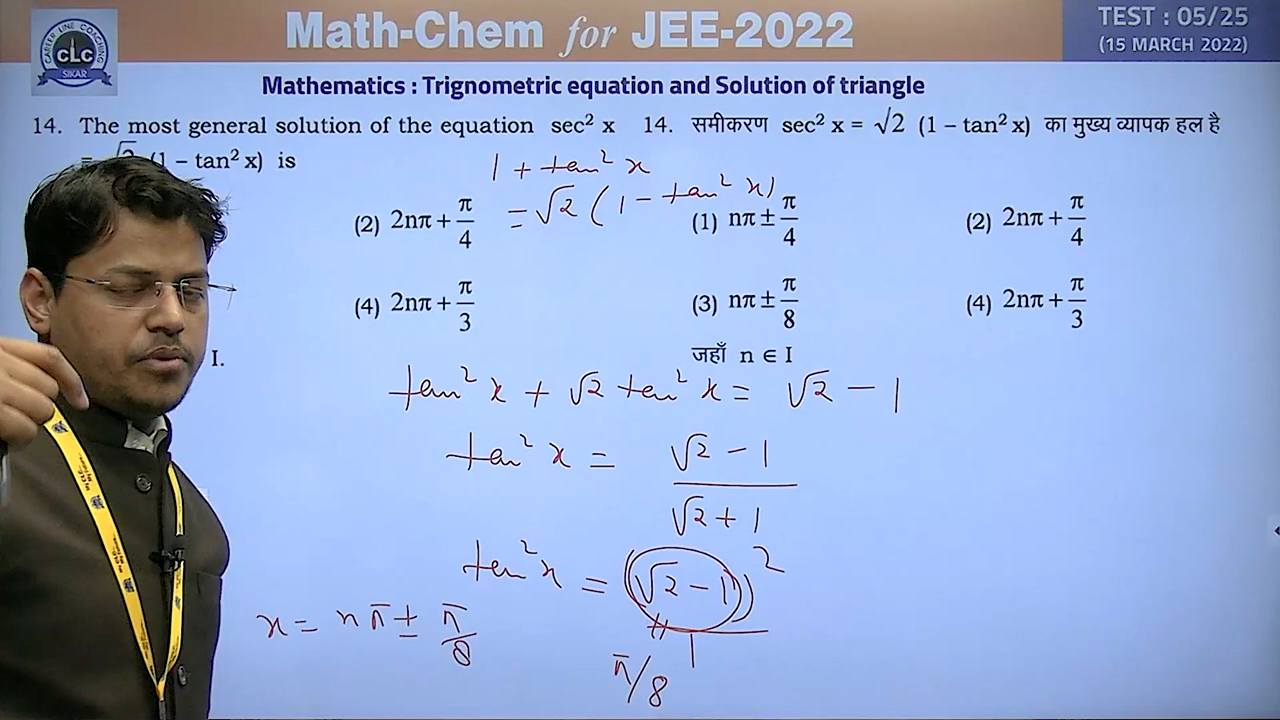 CAREER LINE COACHING
CLC
SIKAR
Math-Chem for JEE-2022
TEST : 05/25
(15 MARCH 2022)
Mathematics : Trignometric equation and Solution of triangle
14. The most general solution of the equation sec² x
(1 – tan² x) is
(2) 2nπ + π/4
(4) 2nπ + π/3
I.
14. समीकरण sec² x = √2 (1 – tan² x) का मुख्य व्यापक हल है
(1) nπ ± π/4
(2) 2nπ + π/4
(3) nπ ± π/8
(4) 2nπ + π/3
जहाँ n ∈ I
1 + tan² x
= √2 (1 – tan² x)
tan² x + √2 tan² x = √2 – 1
tan² x = √2 – 1 / √2 + 1
tan² x = (√2 – 1)² / 1
π/8
x = nπ ± π/8